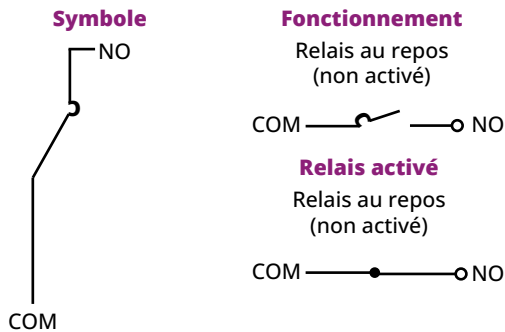 Symbole
NO
COM
Fonctionnement
Relais au repos
(non activé)
COM NO
Relais activé
Relais au repos
(non activé)
COM NO